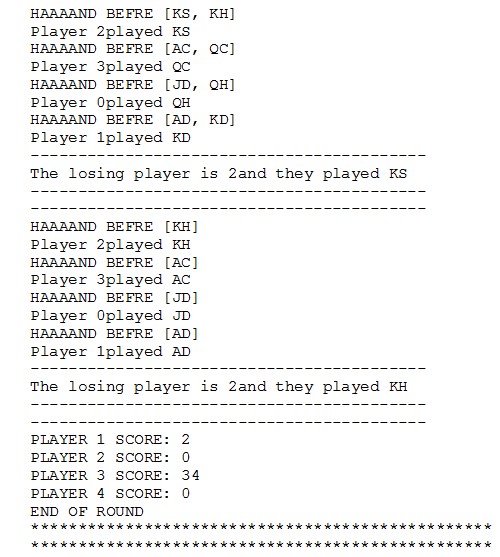 HAAAAND BEFRE [KS, KH]
Player 2played KS
HAAAAND BEFRE [AC, QC]
Player 3played QC
HAAAAND BEFRE [JD, QH]
Player 0played QH
HAAAAND BEFRE [AD, KD]
Player 1played KD
-----------------------------------------
The losing player is 2and they played KS
-----------------------------------------
-----------------------------------------
HAAAAND BEFRE [KH]
Player 2played KH
HAAAAND BEFRE [AC]
Player 3played AC
HAAAAND BEFRE [JD]
Player 0played JD
HAAAAND BEFRE [AD]
Player 1played AD
-----------------------------------------
The losing player is 2and they played KH
-----------------------------------------
-----------------------------------------
PLAYER 1 SCORE: 2
PLAYER 2 SCORE: 0
PLAYER 3 SCORE: 34
PLAYER 4 SCORE: 0
END OF ROUND
************************************************
************************************************